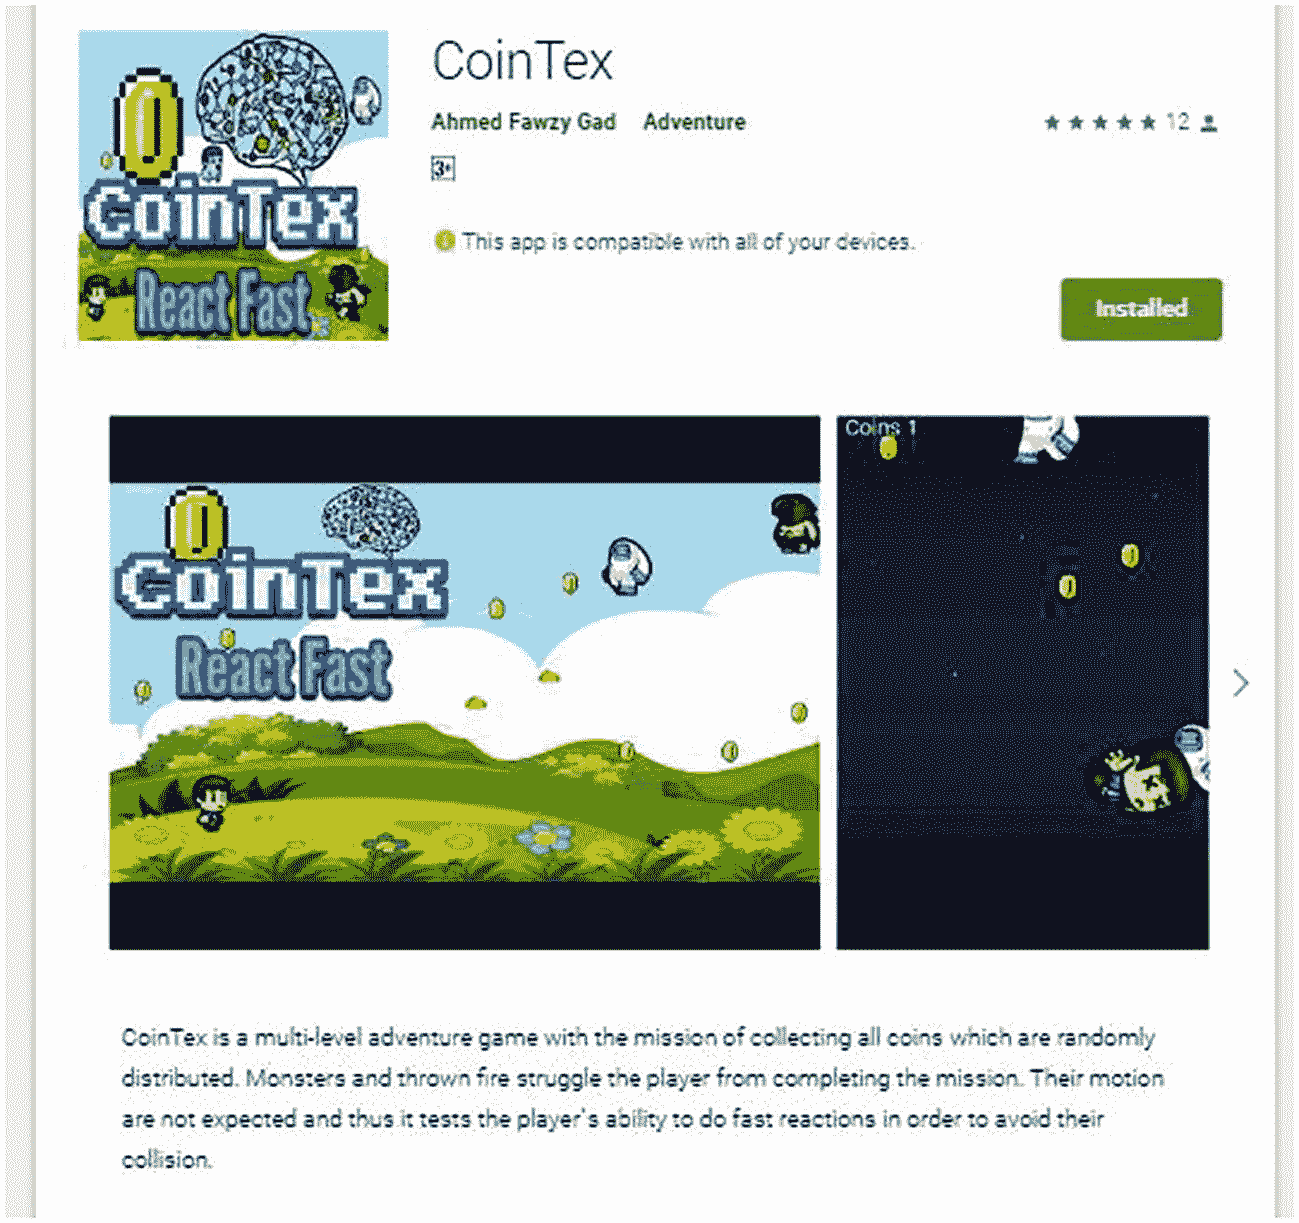 CoinTex
React Fast
CoinTex
Ahmed Fawzy Gad Adventure
12
3+
This app is compatible with all of your devices.
Installed
CoinTex
React Fast
Coins 1
CoinTex is a multi-level adventure game with the mission of collecting all coins which are randomly
distributed. Monsters and thrown fire struggle the player from completing the mission. Their motion
are not expected and thus it tests the player's ability to do fast reactions in order to avoid their
collision.